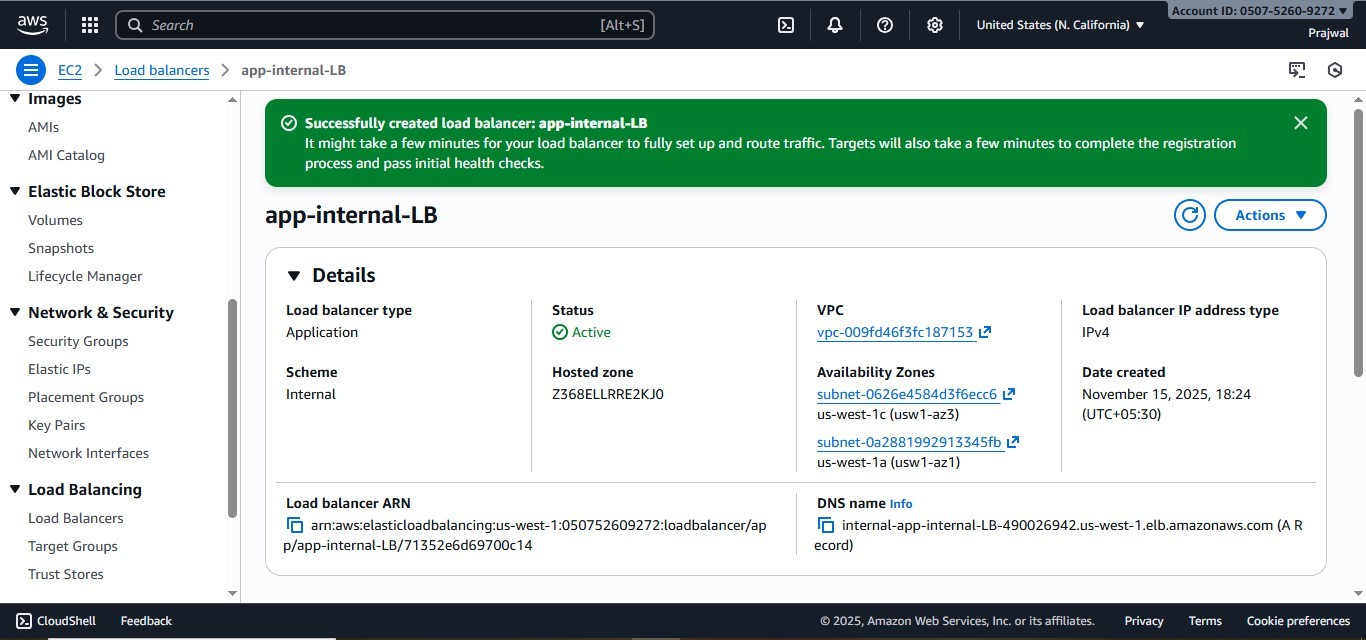 aws
Search
[Alt+S]
United States (N. California)
Account ID: 0507-5260-9272
Prajwal
EC2
Load balancers
app-internal-LB
Images
AMIs
AMI Catalog
Elastic Block Store
Volumes
Snapshots
Lifecycle Manager
Network & Security
Security Groups
Elastic IPs
Placement Groups
Key Pairs
Network Interfaces
Load Balancing
Load Balancers
Target Groups
Trust Stores
Successfully created load balancer: app-internal-LB
It might take a few minutes for your load balancer to fully set up and route traffic. Targets will also take a few minutes to complete the registration
process and pass initial health checks.
app-internal-LB
Actions
Details
Load balancer type
Application
Scheme
Internal
Status
Active
Hosted zone
Z368ELLRRE2KJ0
VPC
vpc-009fd46f3fc187153
Availability Zones
subnet-0626e4584d3f6ecc6
us-west-1c (usw1-az3)
subnet-0a2881992913345fb
us-west-1a (usw1-az1)
Load balancer IP address type
IPv4
Date created
November 15, 2025, 18:24
(UTC+05:30)
Load balancer ARN
arn:aws:elasticloadbalancing:us-west-1:050752609272:loadbalancer/ap
p/app-internal-LB/71352e6d69700c14
DNS name Info
internal-app-internal-LB-490026942.us-west-1.elb.amazonaws.com (A R
ecord)
CloudShell
Feedback
© 2025, Amazon Web Services, Inc. or its affiliates.
Privacy
Terms
Cookie preferences